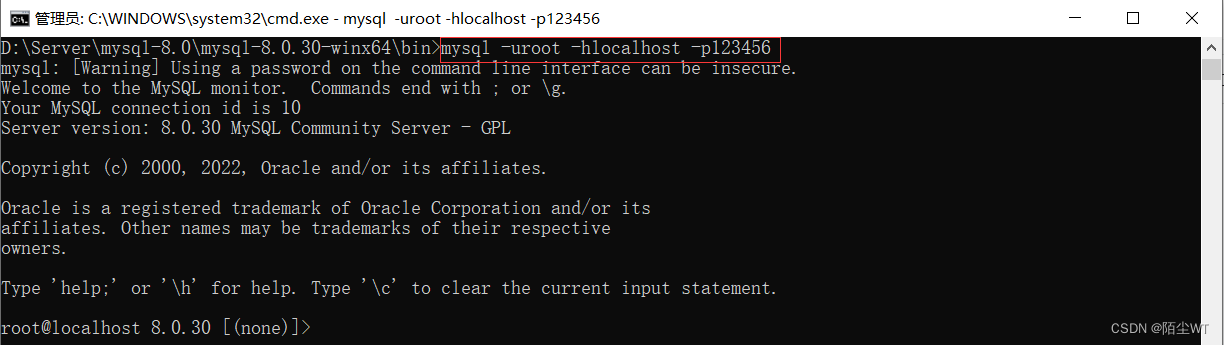 管理员: C:\WINDOWS\system32\cmd.exe - mysql  -uroot -hlocalhost -p123456
D:\Server\mysql-8.0\mysql-8.0.30-winx64\bin>mysql -uroot -hlocalhost -p123456
mysql: [Warning] Using a password on the command line interface can be insecure.
Welcome to the MySQL monitor.  Commands end with ; or \g.
Your MySQL connection id is 10
Server version: 8.0.30 MySQL Community Server - GPL
Copyright (c) 2000, 2022, Oracle and/or its affiliates.
Oracle is a registered trademark of Oracle Corporation and/or its
affiliates. Other names may be trademarks of their respective
owners.
Type 'help;' or '\h' for help. Type '\c' to clear the current input statement.
root@localhost 8.0.30 [(none)]>
CSDN @陌尘WT